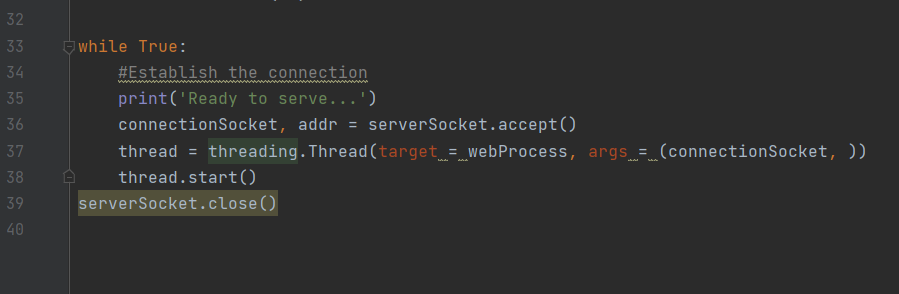 32
33 while True:
34     #Establish the connection
35     print('Ready to serve...')
36     connectionSocket, addr = serverSocket.accept()
37     thread = threading.Thread(target = webProcess, args = (connectionSocket, ))
38     thread.start()
39 serverSocket.close()
40